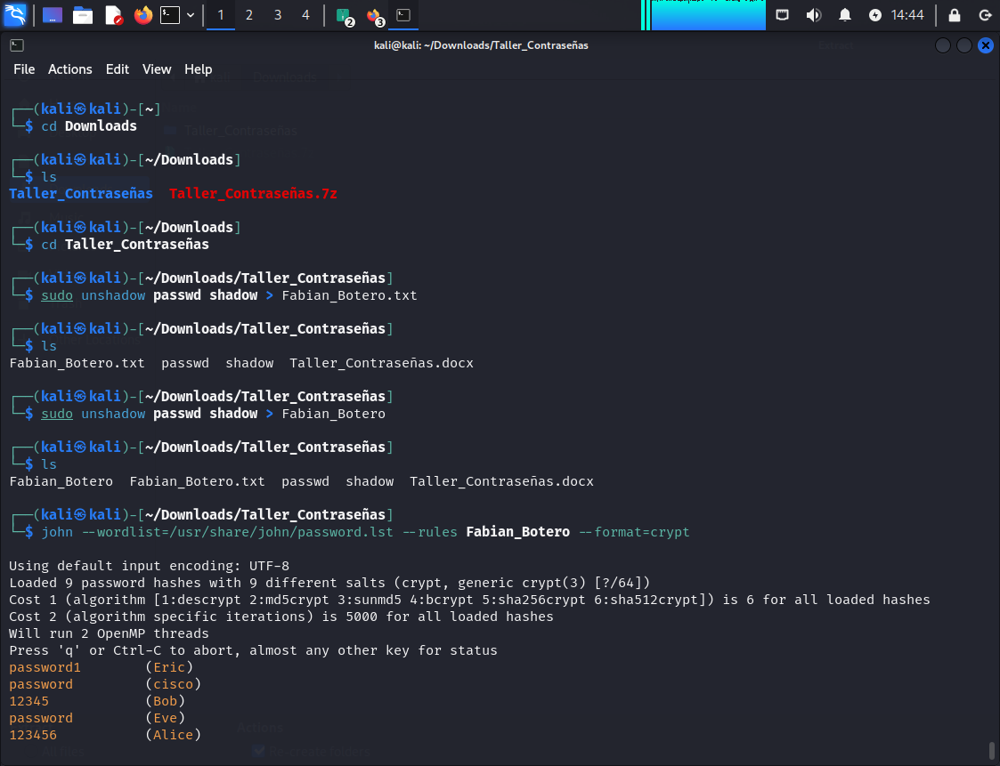 1 2 3 4 2 3 14:44
kali@kali: ~/Downloads/Taller_Contraseñas
File Actions Edit View Help
┌──(kali㉿kali)-[~]
└─$ cd Downloads
┌──(kali㉿kali)-[~/Downloads]
└─$ ls
Taller_Contraseñas  Taller_Contraseñas.7z
┌──(kali㉿kali)-[~/Downloads]
└─$ cd Taller_Contraseñas
┌──(kali㉿kali)-[~/Downloads/Taller_Contraseñas]
└─$ sudo unshadow passwd shadow > Fabian_Botero.txt
┌──(kali㉿kali)-[~/Downloads/Taller_Contraseñas]
└─$ ls
Fabian_Botero.txt  passwd  shadow  Taller_Contraseñas.docx
┌──(kali㉿kali)-[~/Downloads/Taller_Contraseñas]
└─$ sudo unshadow passwd shadow > Fabian_Botero
┌──(kali㉿kali)-[~/Downloads/Taller_Contraseñas]
└─$ ls
Fabian_Botero  Fabian_Botero.txt  passwd  shadow  Taller_Contraseñas.docx
┌──(kali㉿kali)-[~/Downloads/Taller_Contraseñas]
└─$ john --wordlist=/usr/share/john/password.lst --rules Fabian_Botero --format=crypt
Using default input encoding: UTF-8
Loaded 9 password hashes with 9 different salts (crypt, generic crypt(3) [?/64])
Cost 1 (algorithm [1:descrypt 2:md5crypt 3:sunmd5 4:bcrypt 5:sha256crypt 6:sha512crypt]) is 6 for all loaded hashes
Cost 2 (algorithm specific iterations) is 5000 for all loaded hashes
Will run 2 OpenMP threads
Press 'q' or Ctrl-C to abort, almost any other key for status
password1        (Eric)
password         (cisco)
12345            (Bob)
password         (Eve)
123456           (Alice)
Actions
All files
Re-create folders